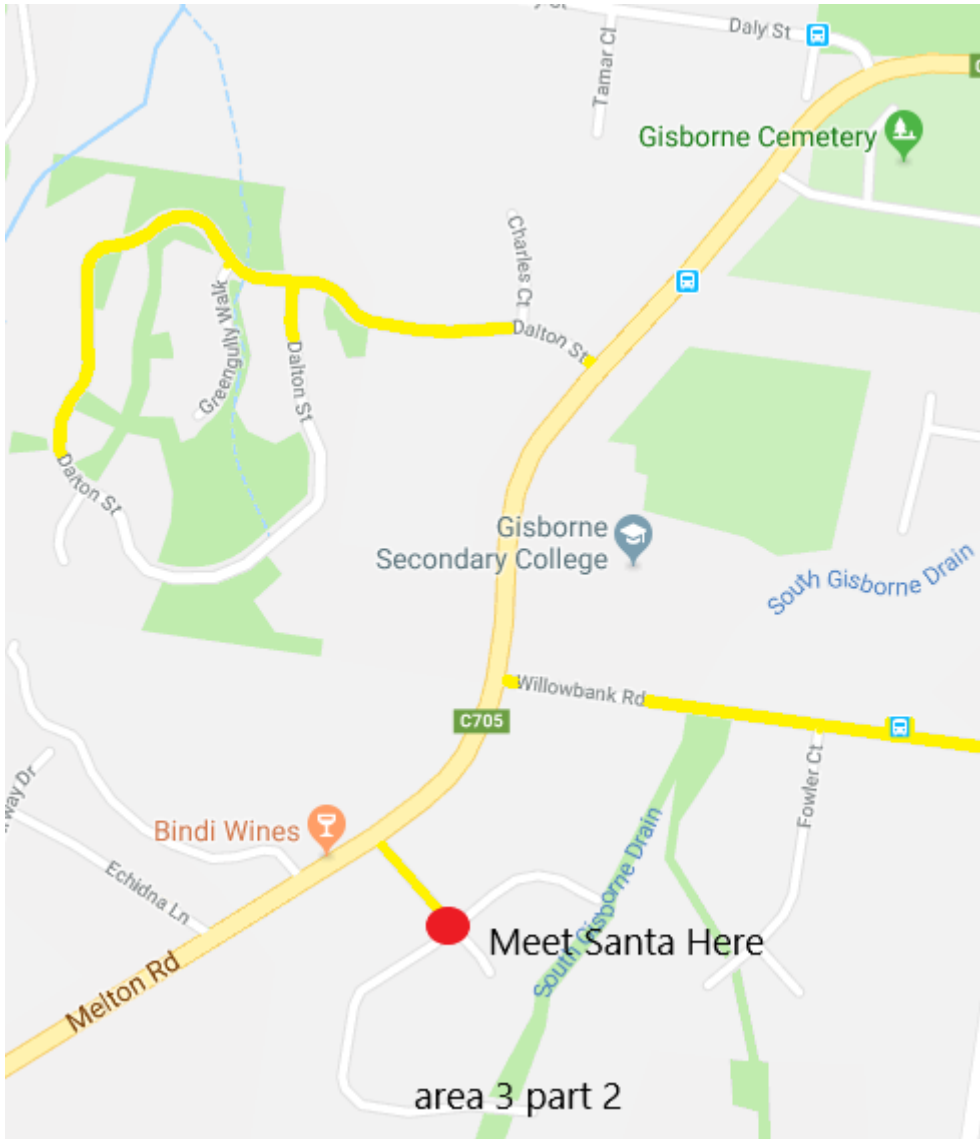 Daly St
Tamar Cl
Gisborne Cemetery
Charles Ct
Dalton St
Greengully Walk
Dalton St
Dalton St
Gisborne
Secondary College
South Gisborne Drain
Willowbank Rd
C705
Fowler Ct
Bindi Wines
Echidna Ln
South Gisborne Drain
Meet Santa Here
Melton Rd
area 3 part 2